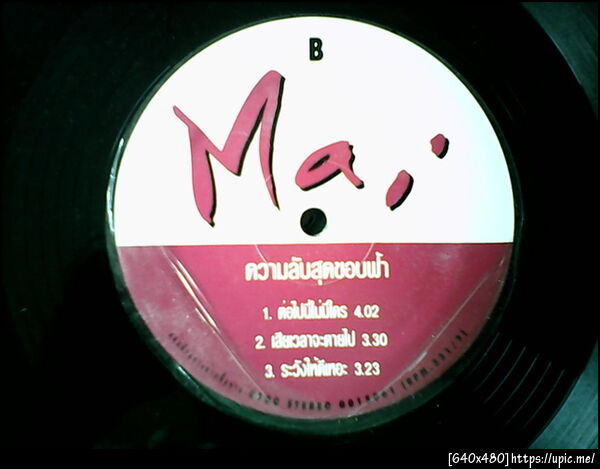 B
Mai
ความลับสุดขอบฟ้า
1. ต่อไปนี้ไม่มีใคร 4.02
2. เสียเวลาจะตายไป 3.30
3. ระวังให้ดีเหอะ 3.23
STEREO
[640x480]https://upic.me/